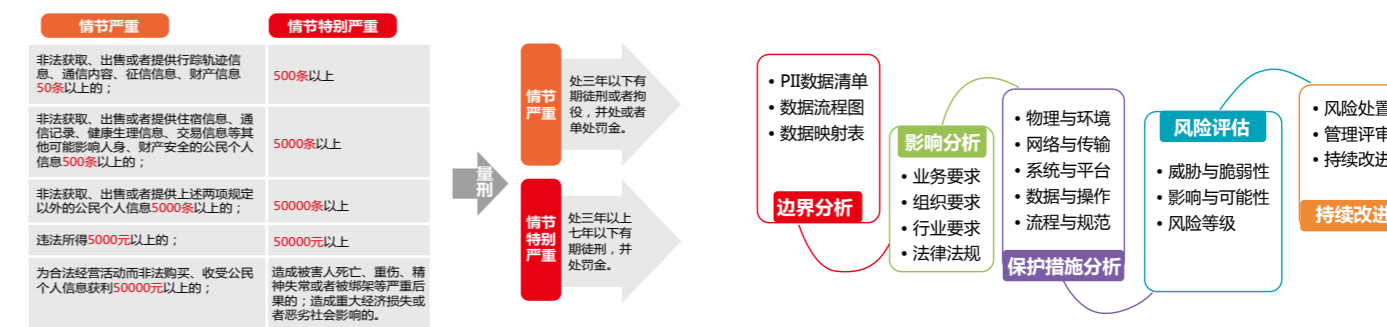 情节严重
情节特别严重
非法获取、出售或者提供行踪轨迹信
息、通信内容、征信信息、财产信息
50条以上的；
500条以上
非法获取、出售或者提供住宿信息、通
信记录、健康生理信息、交易信息等其
他可能影响人身、财产安全的公民个人
信息500条以上的；
5000条以上
非法获取、出售或者提供上述两项规定
以外的公民个人信息5000条以上的；
50000条以上
违法所得5000元以上的；
50000元以上
为合法经营活动而非法购买、收受公民
个人信息获利50000元以上的；
造成被害人死亡、重伤、精
神失常或者被绑架等严重后
果的；造成重大经济损失或
者恶劣社会影响的。
量
刑
情节
严重
处三年以下有
期徒刑或者拘
役，并处或者
单处罚金。
情节
特别
严重
处三年以上
七年以下有
期徒刑，并
处罚金。
• PII数据清单
• 数据流程图
• 数据映射表
边界分析
影响分析
• 业务要求
• 组织要求
• 行业要求
• 法律法规
• 物理与环境
• 网络与传输
• 系统与平台
• 数据与操作
• 流程与规范
保护措施分析
风险评估
• 威胁与脆弱性
• 影响与可能性
• 风险等级
• 风险处置
• 管理评审
• 持续改进
持续改进